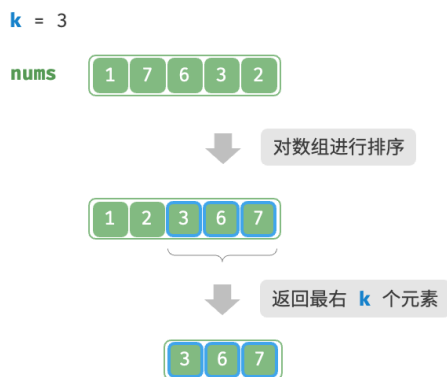 k = 3
nums 1 7 6 3 2
对数组进行排序
1 2 3 6 7
返回最右 k 个元素
3 6 7